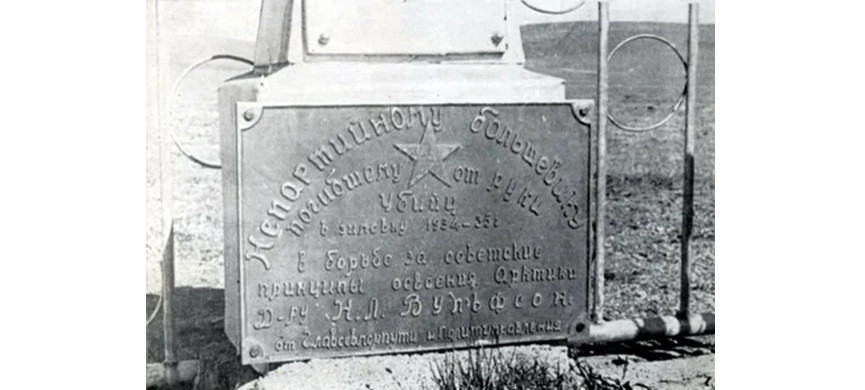 Непартийному большевику
погибшему от руки
убийц
в зимовку 1934-35г
в борьбе за советские
принципы освоения Арктики
Д-ру Н.Л. Вульфсон.
от Главсевморпути и Политуправления